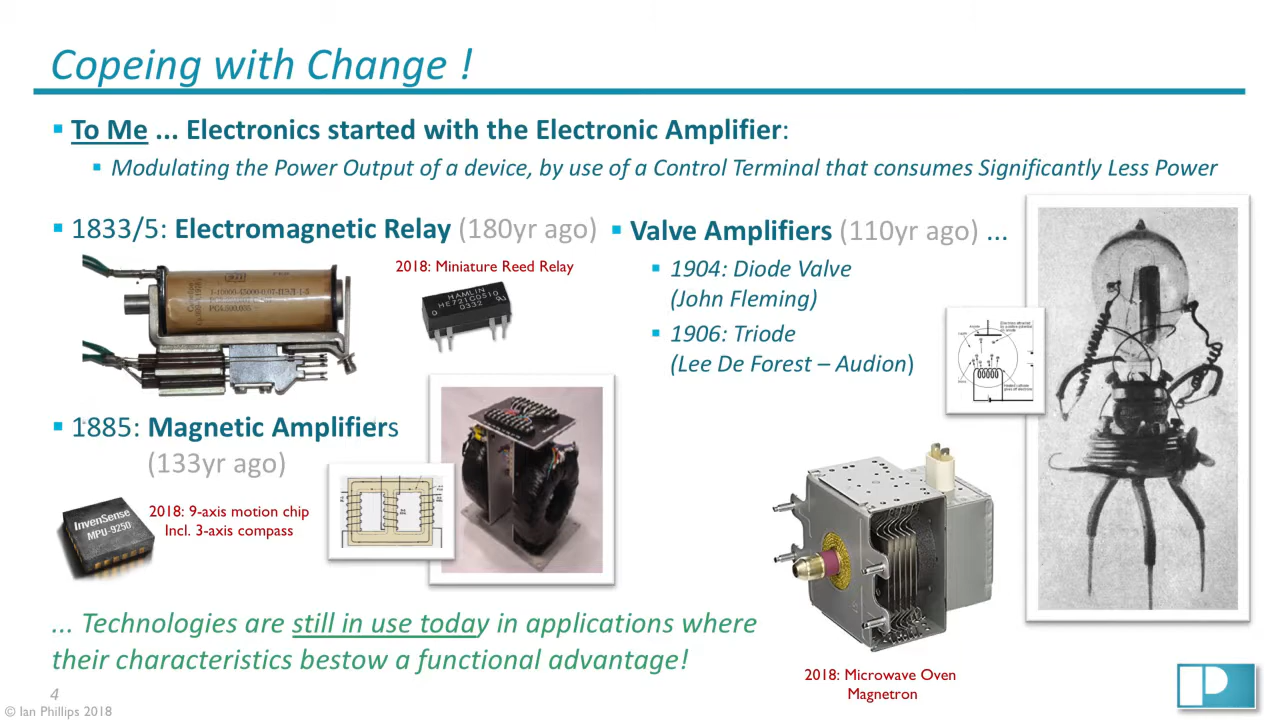 Copeing with Change !
To Me ... Electronics started with the Electronic Amplifier:
Modulating the Power Output of a device, by use of a Control Terminal that consumes Significantly Less Power
1833/5: Electromagnetic Relay (180yr ago)
2018: Miniature Reed Relay
HAMLIN
HE721C0510
0332
1885: Magnetic Amplifiers
(133yr ago)
2018: 9-axis motion chip
Incl. 3-axis compass
InvenSense
MPU-9250
Valve Amplifiers (110yr ago) ...
1904: Diode Valve
(John Fleming)
1906: Triode
(Lee De Forest – Audion)
2018: Microwave Oven
Magnetron
... Technologies are still in use today in applications where
their characteristics bestow a functional advantage!
4
© Ian Phillips 2018